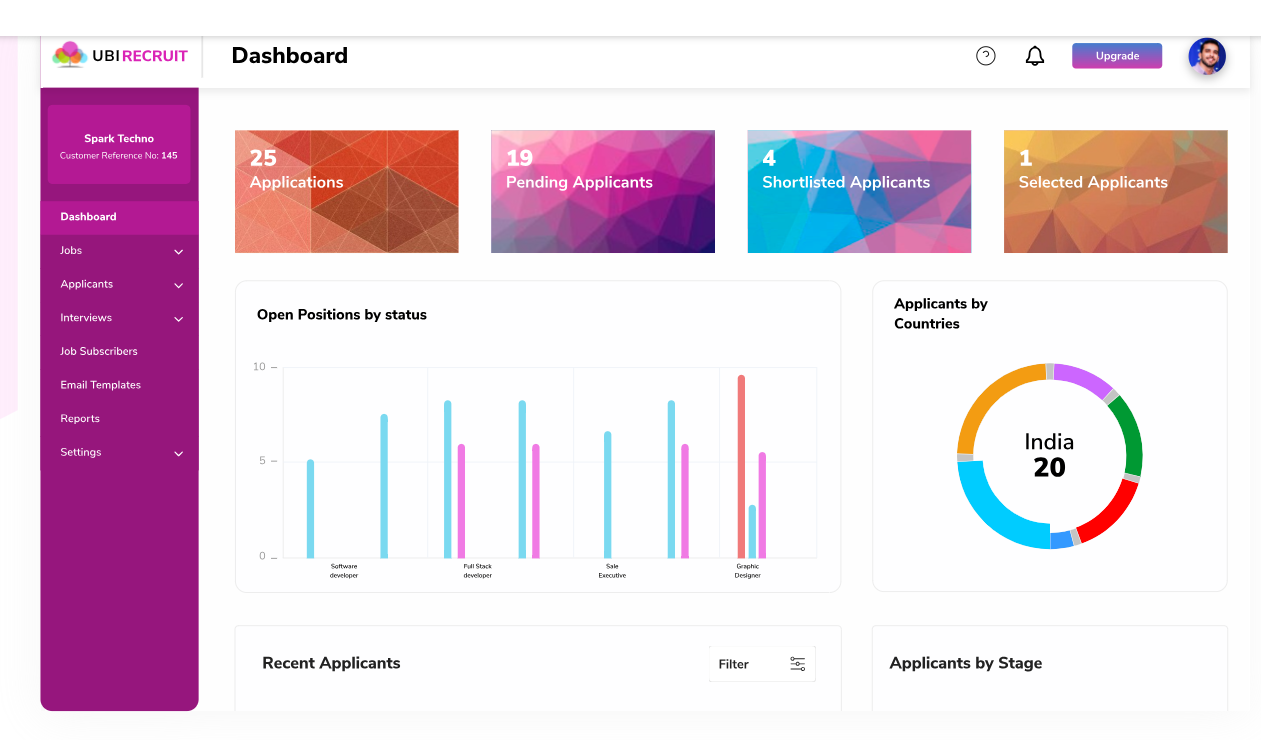 UBIRECRUIT
Dashboard
?
Upgrade
Spark Techno
Customer Reference No: 145
Dashboard
Jobs
Applicants
Interviews
Job Subscribers
Email Templates
Reports
Settings
25
Applications
19
Pending Applicants
4
Shortlisted Applicants
1
Selected Applicants
Open Positions by status
10
5
0
Software
developer
Full Stack
developer
Sale
Executive
Graphic
Designer
Applicants by
Countries
India
20
Recent Applicants
Filter
Applicants by Stage